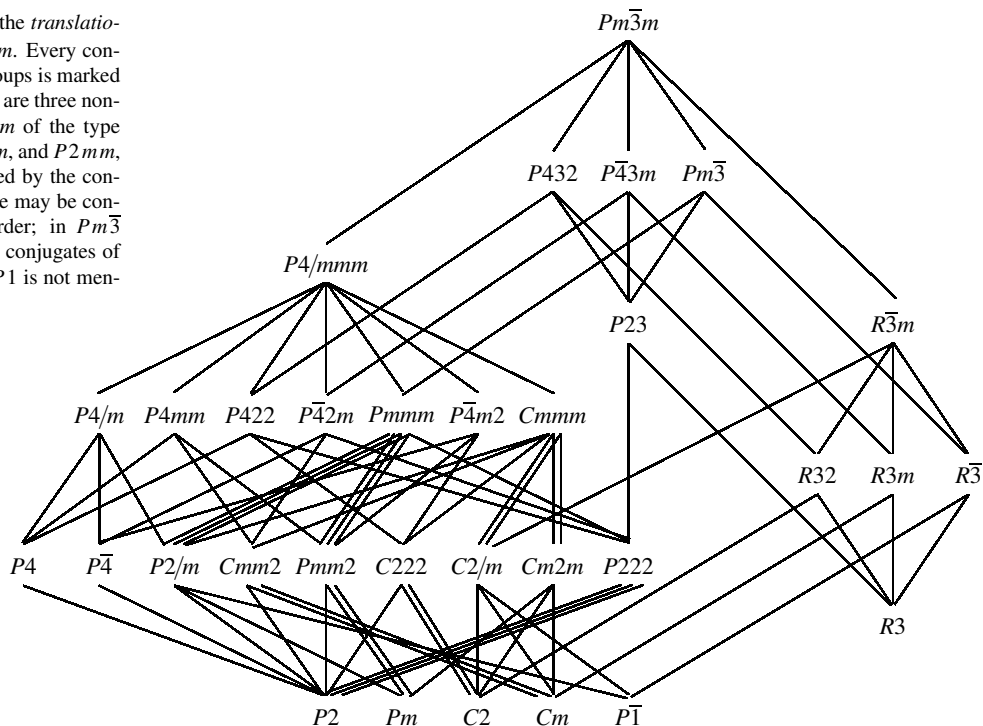 the translatio-
m. Every con-
oups is marked
are three non-
m of the type
m, and P2mm,
ed by the con-
e may be con-
rder; in Pm3̅
conjugates of
P1 is not men-
Pm3̅m
P432 P4̅3m Pm3̅
P4/mmm
P23 R3̅m
P4/m P4mm P422 P4̅2m Pmmm P4̅m2 Cmmm
R32 R3m R3̅
P4 P4̅ P2/m Cmm2 Pmm2 C222 C2/m Cm2m P222
R3
P2 Pm C2 Cm P1̅